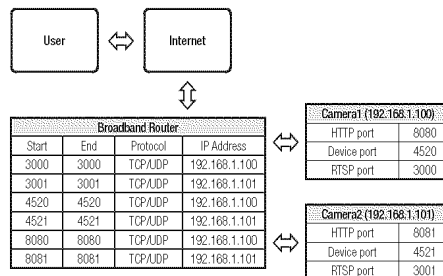 User
Internet
Broadband Router
Start End Protocol IP Address
3000 3000 TCP/UDP 192.168.1.100
3001 3001 TCP/UDP 192.168.1.101
4520 4520 TCP/UDP 192.168.1.100
4521 4521 TCP/UDP 192.168.1.101
8080 8080 TCP/UDP 192.168.1.100
8081 8081 TCP/UDP 192.168.1.101
Camera1 (192.168.1.100)
HTTP port 8080
Device port 4520
RTSP port 3000
Camera2 (192.168.1.101)
HTTP port 8081
Device port 4521
RTSP port 3001